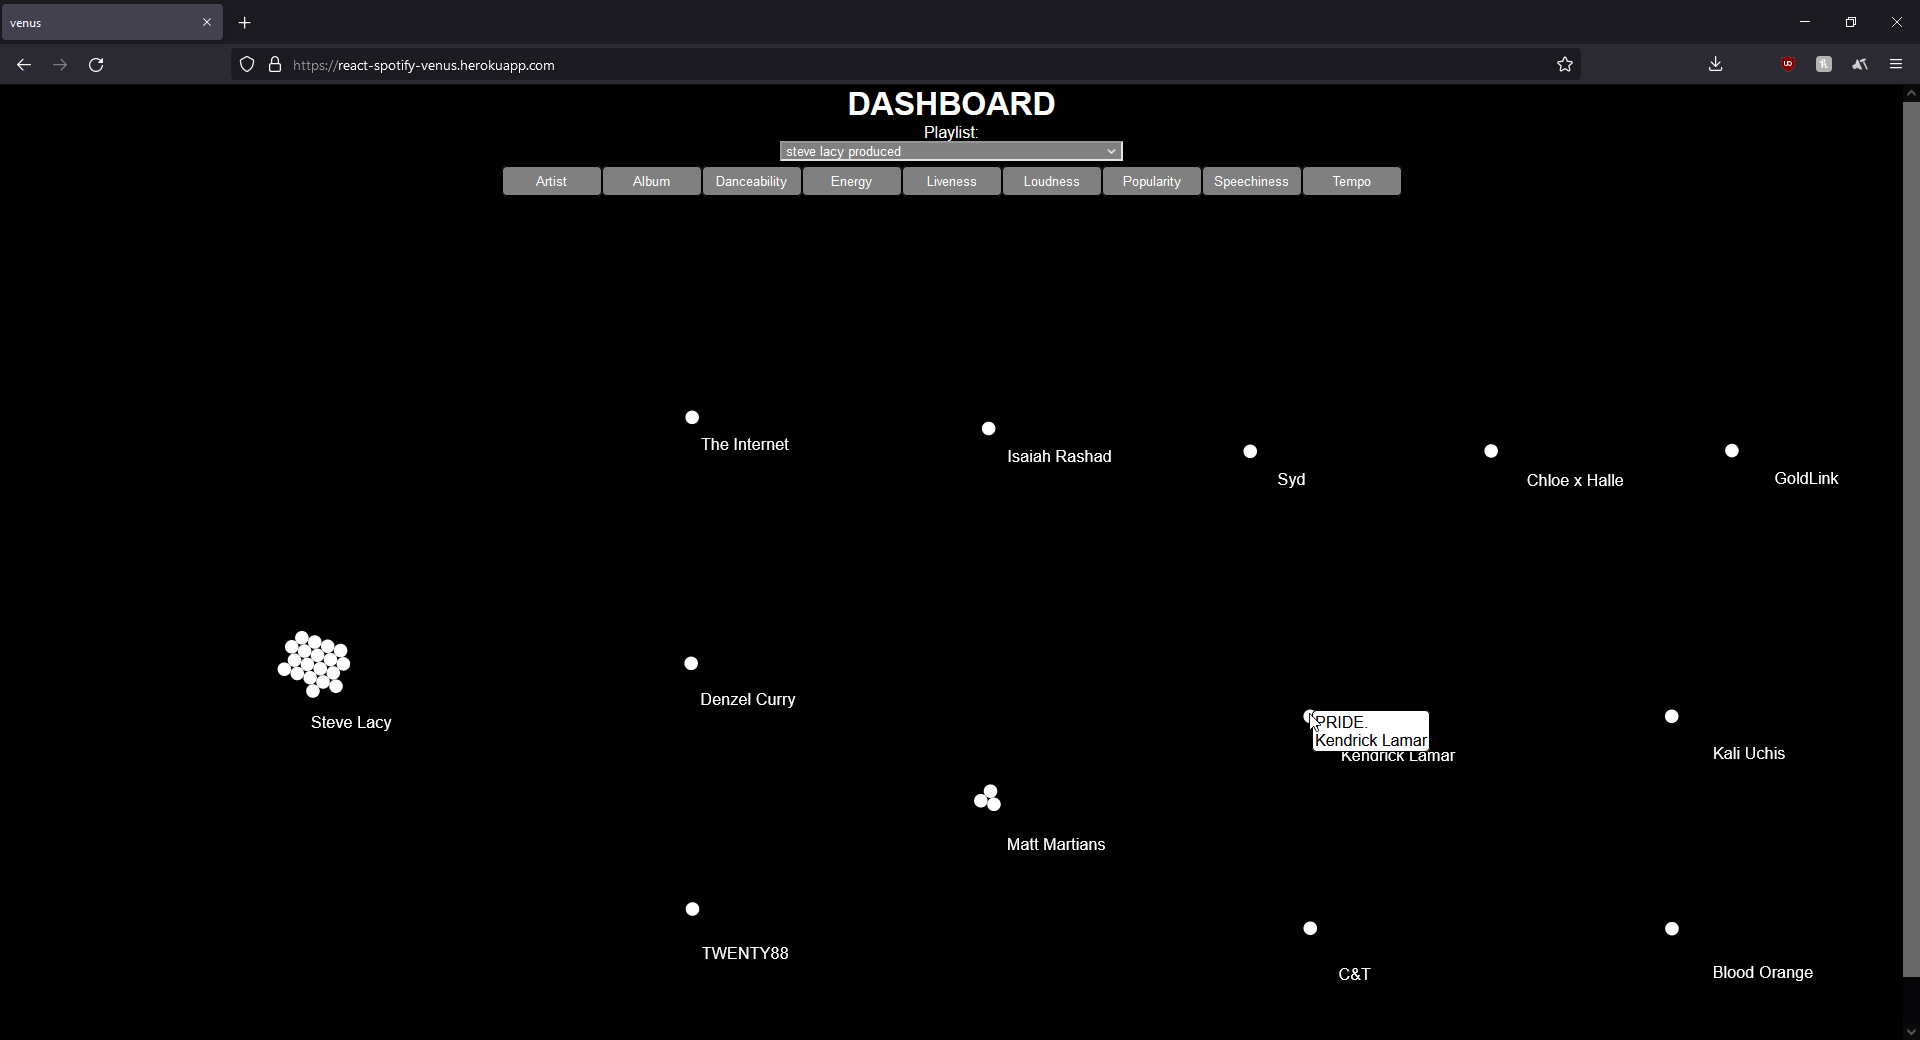 venus
https://react-spotify-venus.herokuapp.com
DASHBOARD
Playlist:
steve lacy produced
Artist
Album
Danceability
Energy
Liveness
Loudness
Popularity
Speechiness
Tempo
The Internet
Isaiah Rashad
Syd
Chloe x Halle
GoldLink
Steve Lacy
Denzel Curry
PRIDE.
Kendrick Lamar
Kendrick Lamar
Kali Uchis
Matt Martians
TWENTY88
C&T
Blood Orange